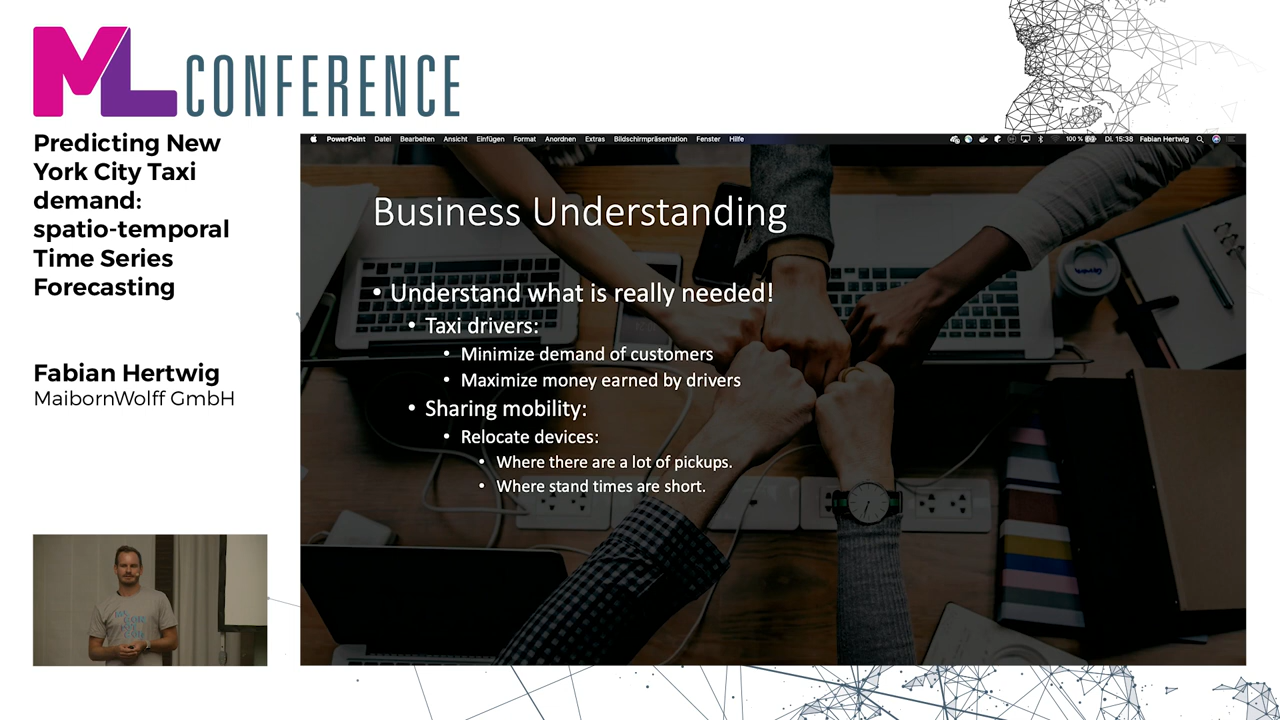 ML CONFERENCE
Predicting New
York City Taxi
demand:
spatio-temporal
Time Series
Forecasting
Fabian Hertwig
MaibornWolff GmbH
PowerPoint Datei Bearbeiten Ansicht Einfügen Format Anordnen Extras Bildschirmpräsentation Fenster Hilfe 100 % Di. 15:38 Fabian Hertwig
Business Understanding
• Understand what is really needed!
• Taxi drivers:
• Minimize demand of customers
• Maximize money earned by drivers
• Sharing mobility:
• Relocate devices:
• Where there are a lot of pickups.
• Where stand times are short.